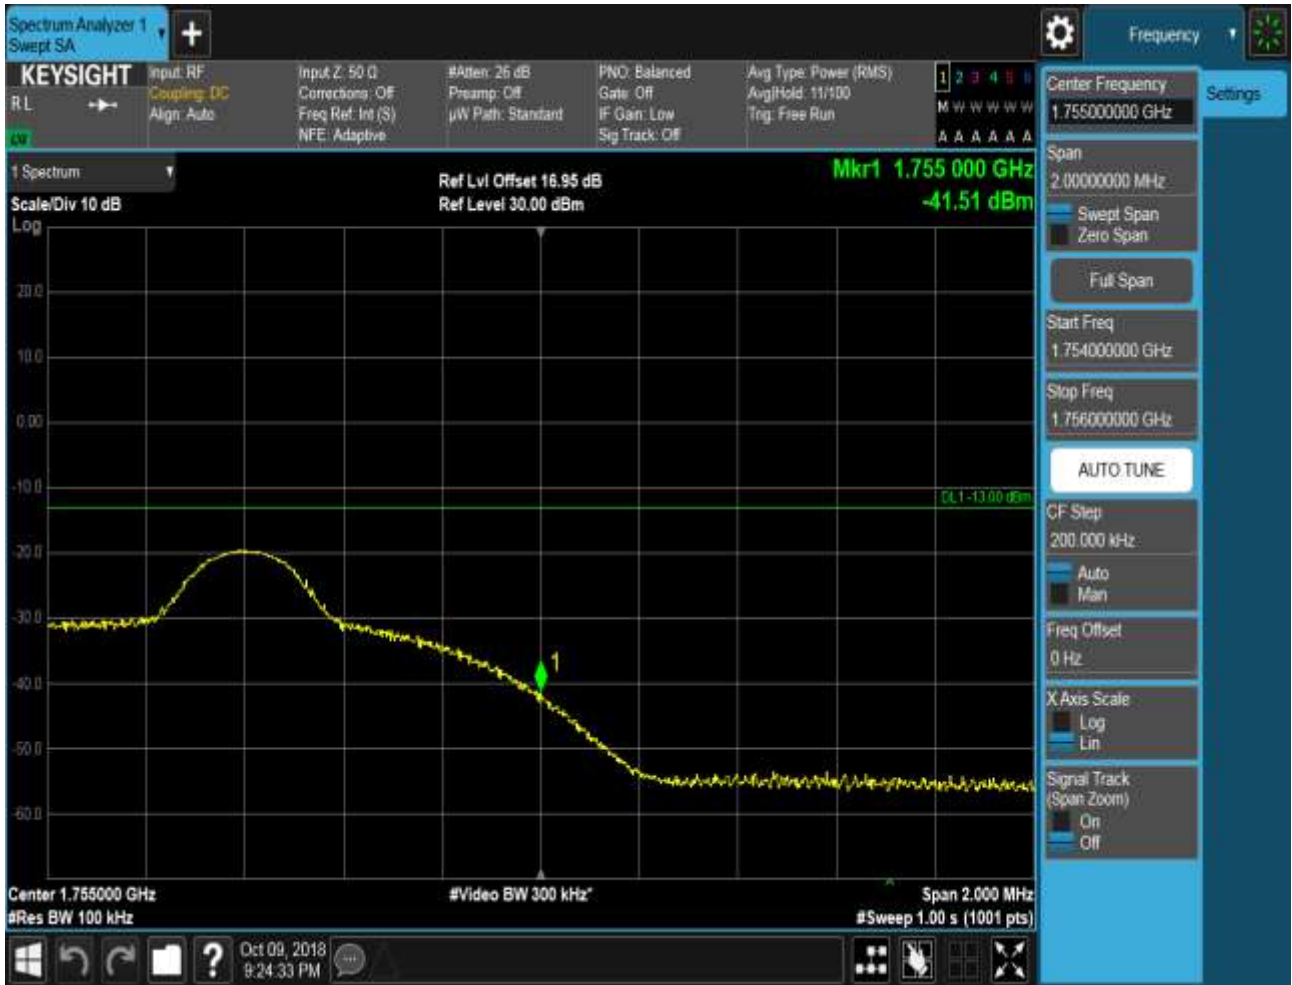 Spectrum Analyzer 1
Swept SA
+
Frequency
KEYSIGHT
RL
Input: RF
Coupling: DC
Align: Auto
Input Z: 50 Ω
Corrections: Off
Freq Ref: Int (S)
NFE: Adaptive
#Atten: 26 dB
Preamp: Off
µW Path: Standard
PNO: Balanced
Gate: Off
IF Gain: Low
Sig Track: Off
Avg Type: Power (RMS)
Avg|Hold: 11/100
Trig: Free Run
1 2 3 4 5 6
M W W W W W
A A A A A A
1 Spectrum
Scale/Div 10 dB
Log
Ref Lvl Offset 16.95 dB
Ref Level 30.00 dBm
Mkr1 1.755 000 GHz
-41.51 dBm
20.0
10.0
0.00
-10.0
DL1 -13.00 dBm
-20.0
-30.0
1
-40.0
-50.0
-60.0
Center 1.755000 GHz
#Video BW 300 kHz*
Span 2.000 MHz
#Res BW 100 kHz
#Sweep 1.00 s (1001 pts)
Center Frequency
1.755000000 GHz
Settings
Span
2.00000000 MHz
Swept Span
Zero Span
Full Span
Start Freq
1.754000000 GHz
Stop Freq
1.756000000 GHz
AUTO TUNE
CF Step
200.000 kHz
Auto
Man
Freq Offset
0 Hz
X Axis Scale
Log
Lin
Signal Track
(Span Zoom)
On
Off
?
Oct 09, 2018
9:24:33 PM